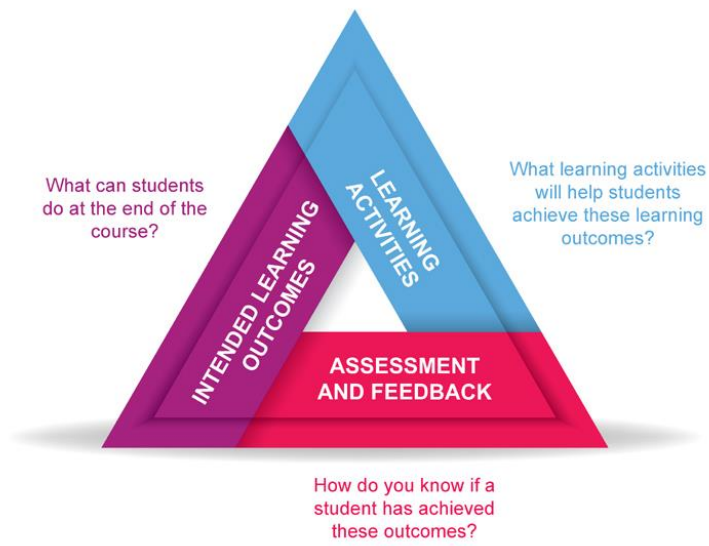 What can students
do at the end of the
course?
INTENDED LEARNING
OUTCOMES
LEARNING
ACTIVITIES
What learning activities
will help students
achieve these learning
outcomes?
ASSESSMENT
AND FEEDBACK
How do you know if a
student has achieved
these outcomes?